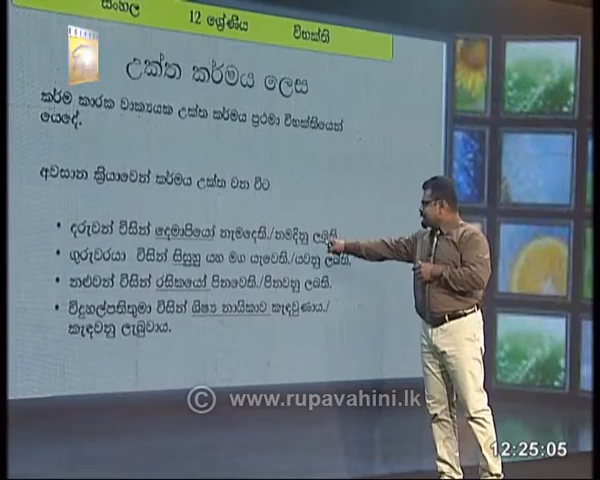 සිංහල 12 ශ්‍රේණිය විභක්ති
උක්ත කර්මය ලෙස
කර්ම කාරක වාක්‍යයක උක්ත කර්මය ප්‍රථමා විභක්තියෙන්
යෙදේ.
අවසාන ක්‍රියාවෙන් කර්මය උක්ත වන විට
• දරුවන් විසින් දෙමාපියෝ නැමදෙති./නමදිනු ලබති.
• ගුරුවරයා විසින් සිසුහු යහ මග යැවෙති./යවනු ලබති.
• නළුවන් විසින් රසිකයෝ පිනවෙති./පිනවනු ලබති.
• විදුහල්පතිතුමා විසින් ශිෂ්‍ය නායිකාව කැඳවුණාය./
කැඳවනු ලැබුවාය.
© www.rupavahini.lk
12:25:05